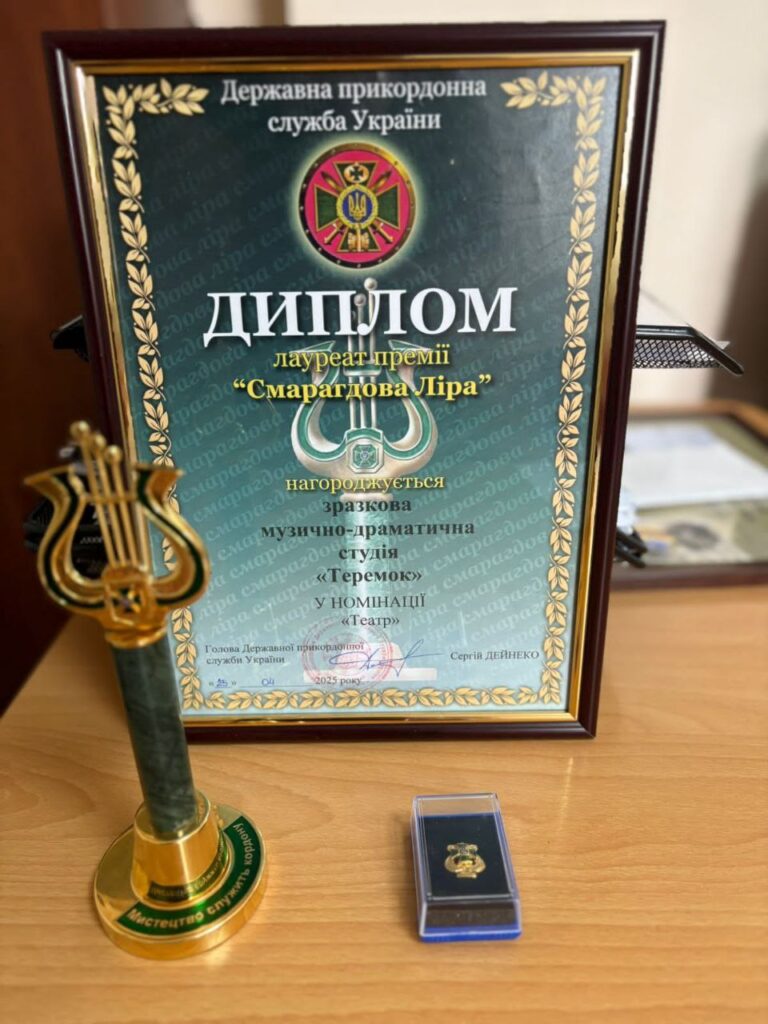 Державна прикордонна
служба України
ДИПЛОМ
лауреат премії
“Смарагдова Ліра”
нагороджується
зразкова
музично-драматична
студія
«Теремок»
У НОМІНАЦІЇ
«Театр»
Голова Державної прикордонної
служби України
Сергій ДЕЙНЕКО
« 25 » 04 2025 року
Мистецтво служить кордону